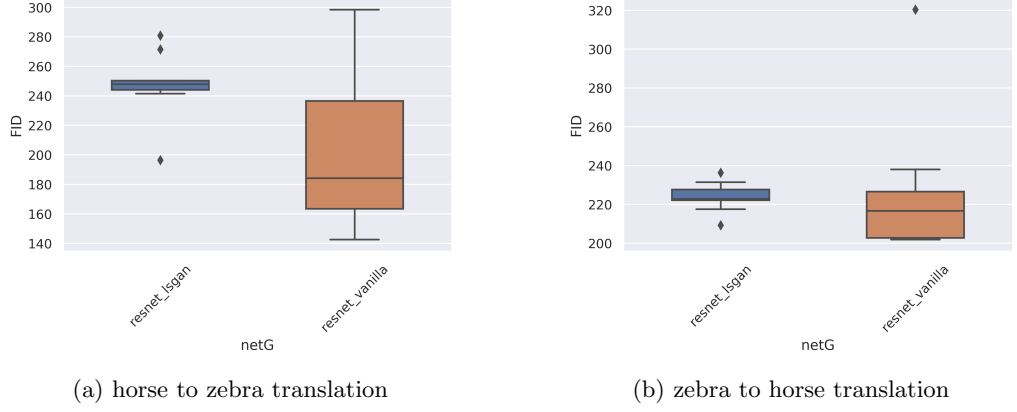 300
280
260
240
220
200
180
160
140
FID
resnet_lsgan
resnet_vanilla
netG
(a) horse to zebra translation
320
300
280
260
240
220
200
FID
resnet_lsgan
resnet_vanilla
netG
(b) zebra to horse translation